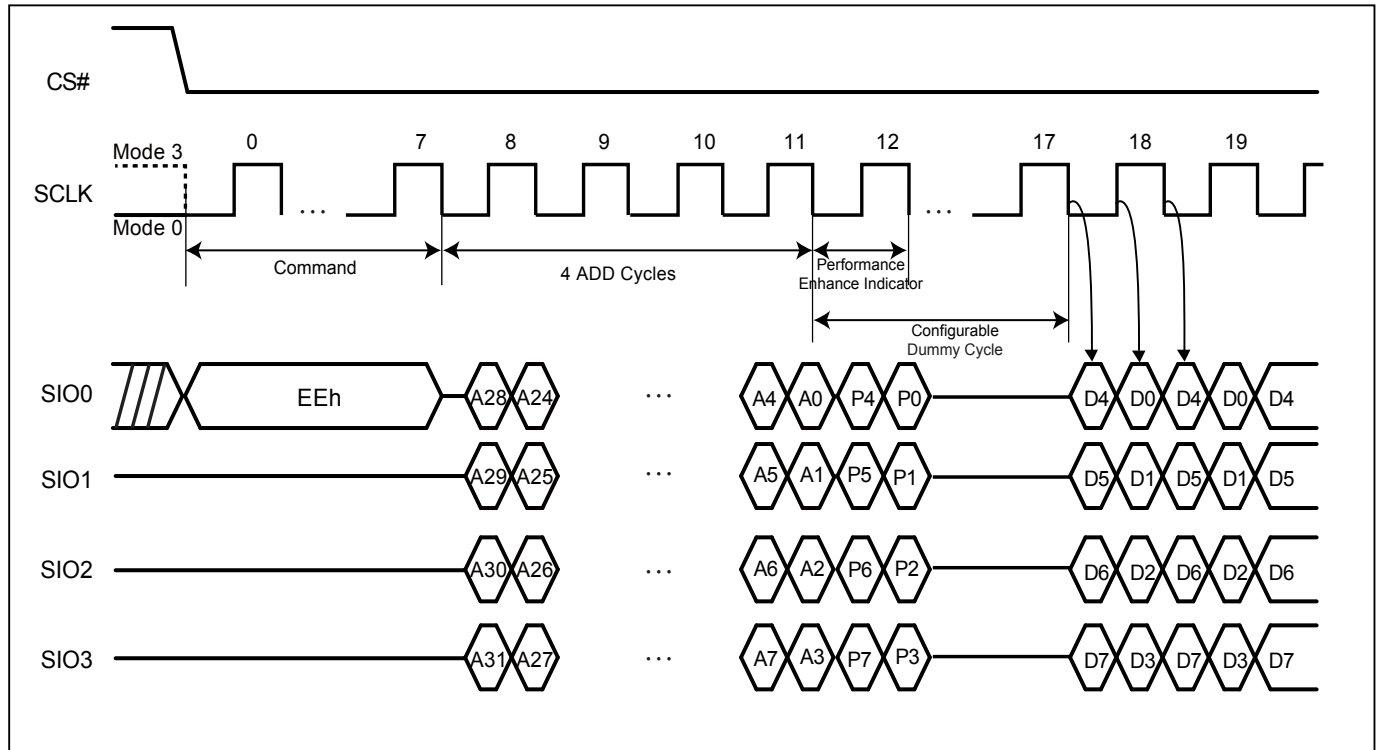 CS#
0 7 8 9 10 11 12 17 18 19
Mode 3
SCLK
...
...
Mode 0
Command
4 ADD Cycles
Performance
Enhance Indicator
Configurable
Dummy Cycle
SIO0
EEh
A28 A24 ... A4 A0 P4 P0 D4 D0 D4 D0 D4
SIO1
A29 A25 ... A5 A1 P5 P1 D5 D1 D5 D1 D5
SIO2
A30 A26 ... A6 A2 P6 P2 D6 D2 D6 D2 D6
SIO3
A31 A27 ... A7 A3 P7 P3 D7 D3 D7 D3 D7